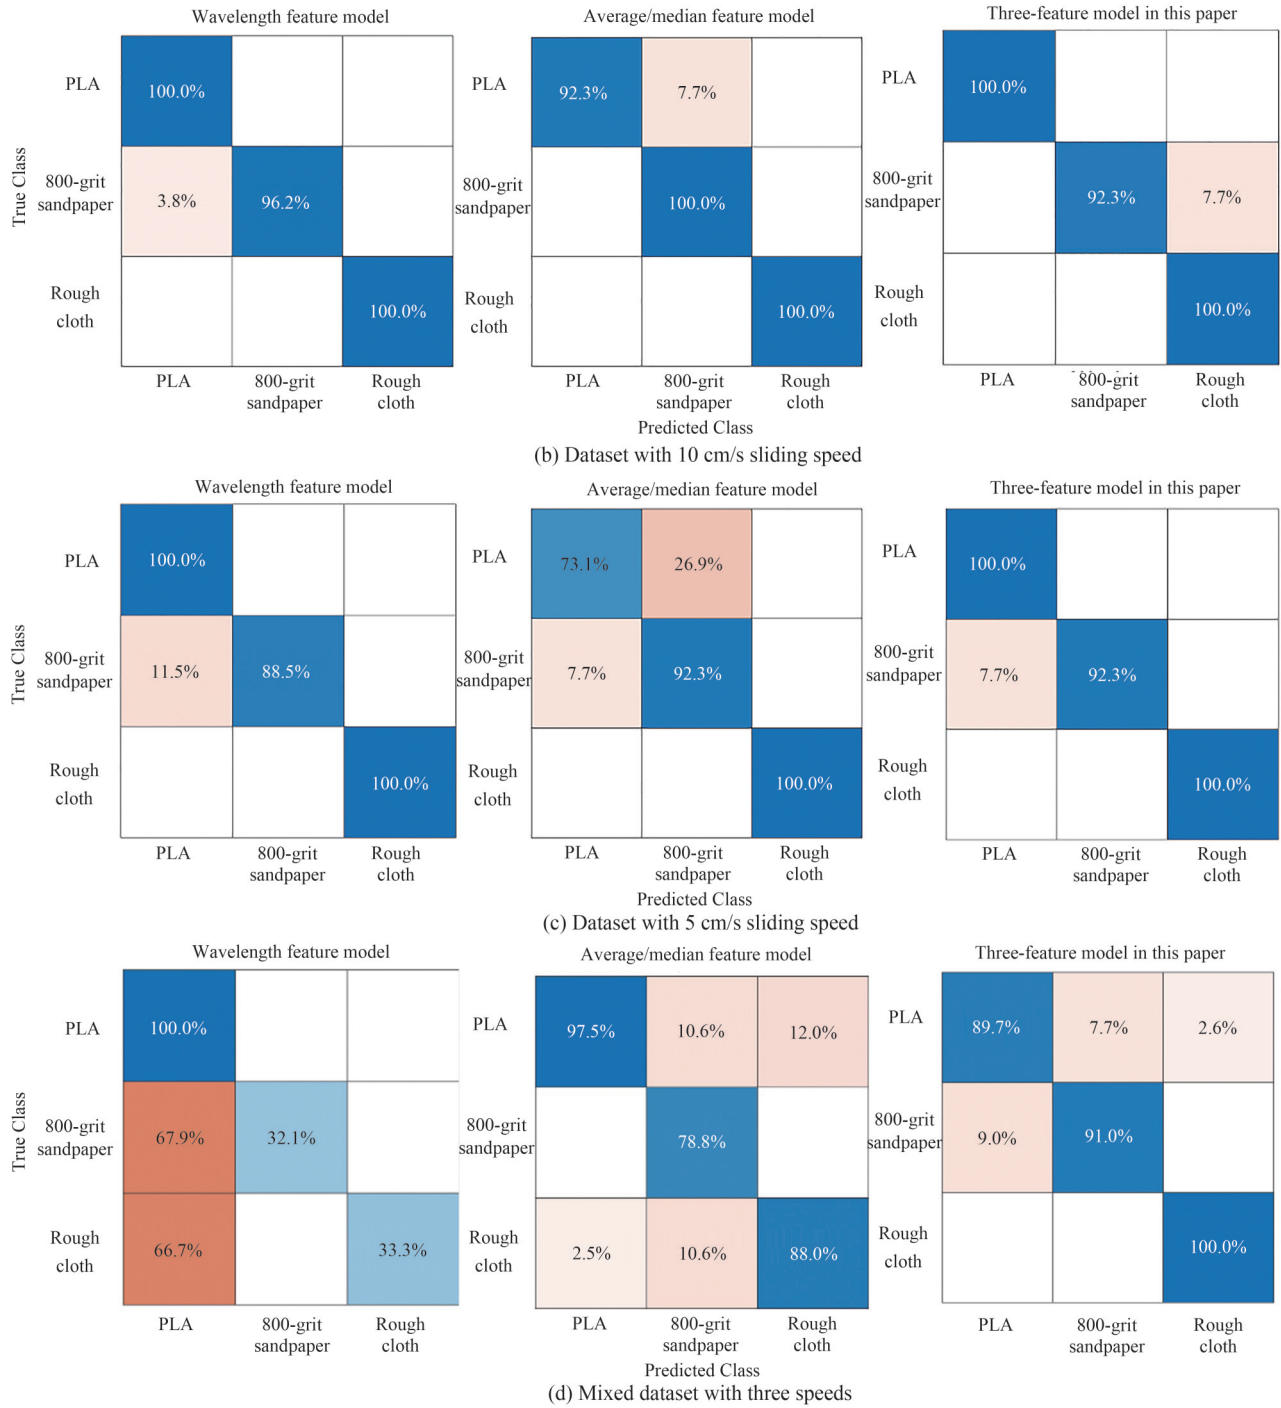 Wavelength feature model
Average/median feature model
Three-feature model in this paper
True Class
PLA
100.0%
800-grit
sandpaper
3.8%
96.2%
Rough
cloth
100.0%
PLA
800-grit
sandpaper
Rough
cloth
PLA
92.3%
7.7%
800-grit
sandpaper
100.0%
Rough
cloth
100.0%
PLA
800-grit
sandpaper
Rough
cloth
PLA
100.0%
800-grit
sandpaper
92.3%
7.7%
Rough
cloth
100.0%
PLA
800-grit
sandpaper
Rough
cloth
Predicted Class
(b) Dataset with 10 cm/s sliding speed
Wavelength feature model
Average/median feature model
Three-feature model in this paper
True Class
PLA
100.0%
800-grit
sandpaper
11.5%
88.5%
Rough
cloth
100.0%
PLA
800-grit
sandpaper
Rough
cloth
PLA
73.1%
26.9%
800-grit
sandpaper
7.7%
92.3%
Rough
cloth
100.0%
PLA
800-grit
sandpaper
Rough
cloth
PLA
100.0%
800-grit
sandpaper
7.7%
92.3%
Rough
cloth
100.0%
PLA
800-grit
sandpaper
Rough
cloth
Predicted Class
(c) Dataset with 5 cm/s sliding speed
Wavelength feature model
Average/median feature model
Three-feature model in this paper
True Class
PLA
100.0%
800-grit
sandpaper
67.9%
32.1%
Rough
cloth
66.7%
33.3%
PLA
800-grit
sandpaper
Rough
cloth
PLA
97.5%
10.6%
12.0%
800-grit
sandpaper
78.8%
Rough
cloth
2.5%
10.6%
88.0%
PLA
800-grit
sandpaper
Rough
cloth
PLA
89.7%
7.7%
2.6%
800-grit
sandpaper
9.0%
91.0%
Rough
cloth
100.0%
PLA
800-grit
sandpaper
Rough
cloth
Predicted Class
(d) Mixed dataset with three speeds